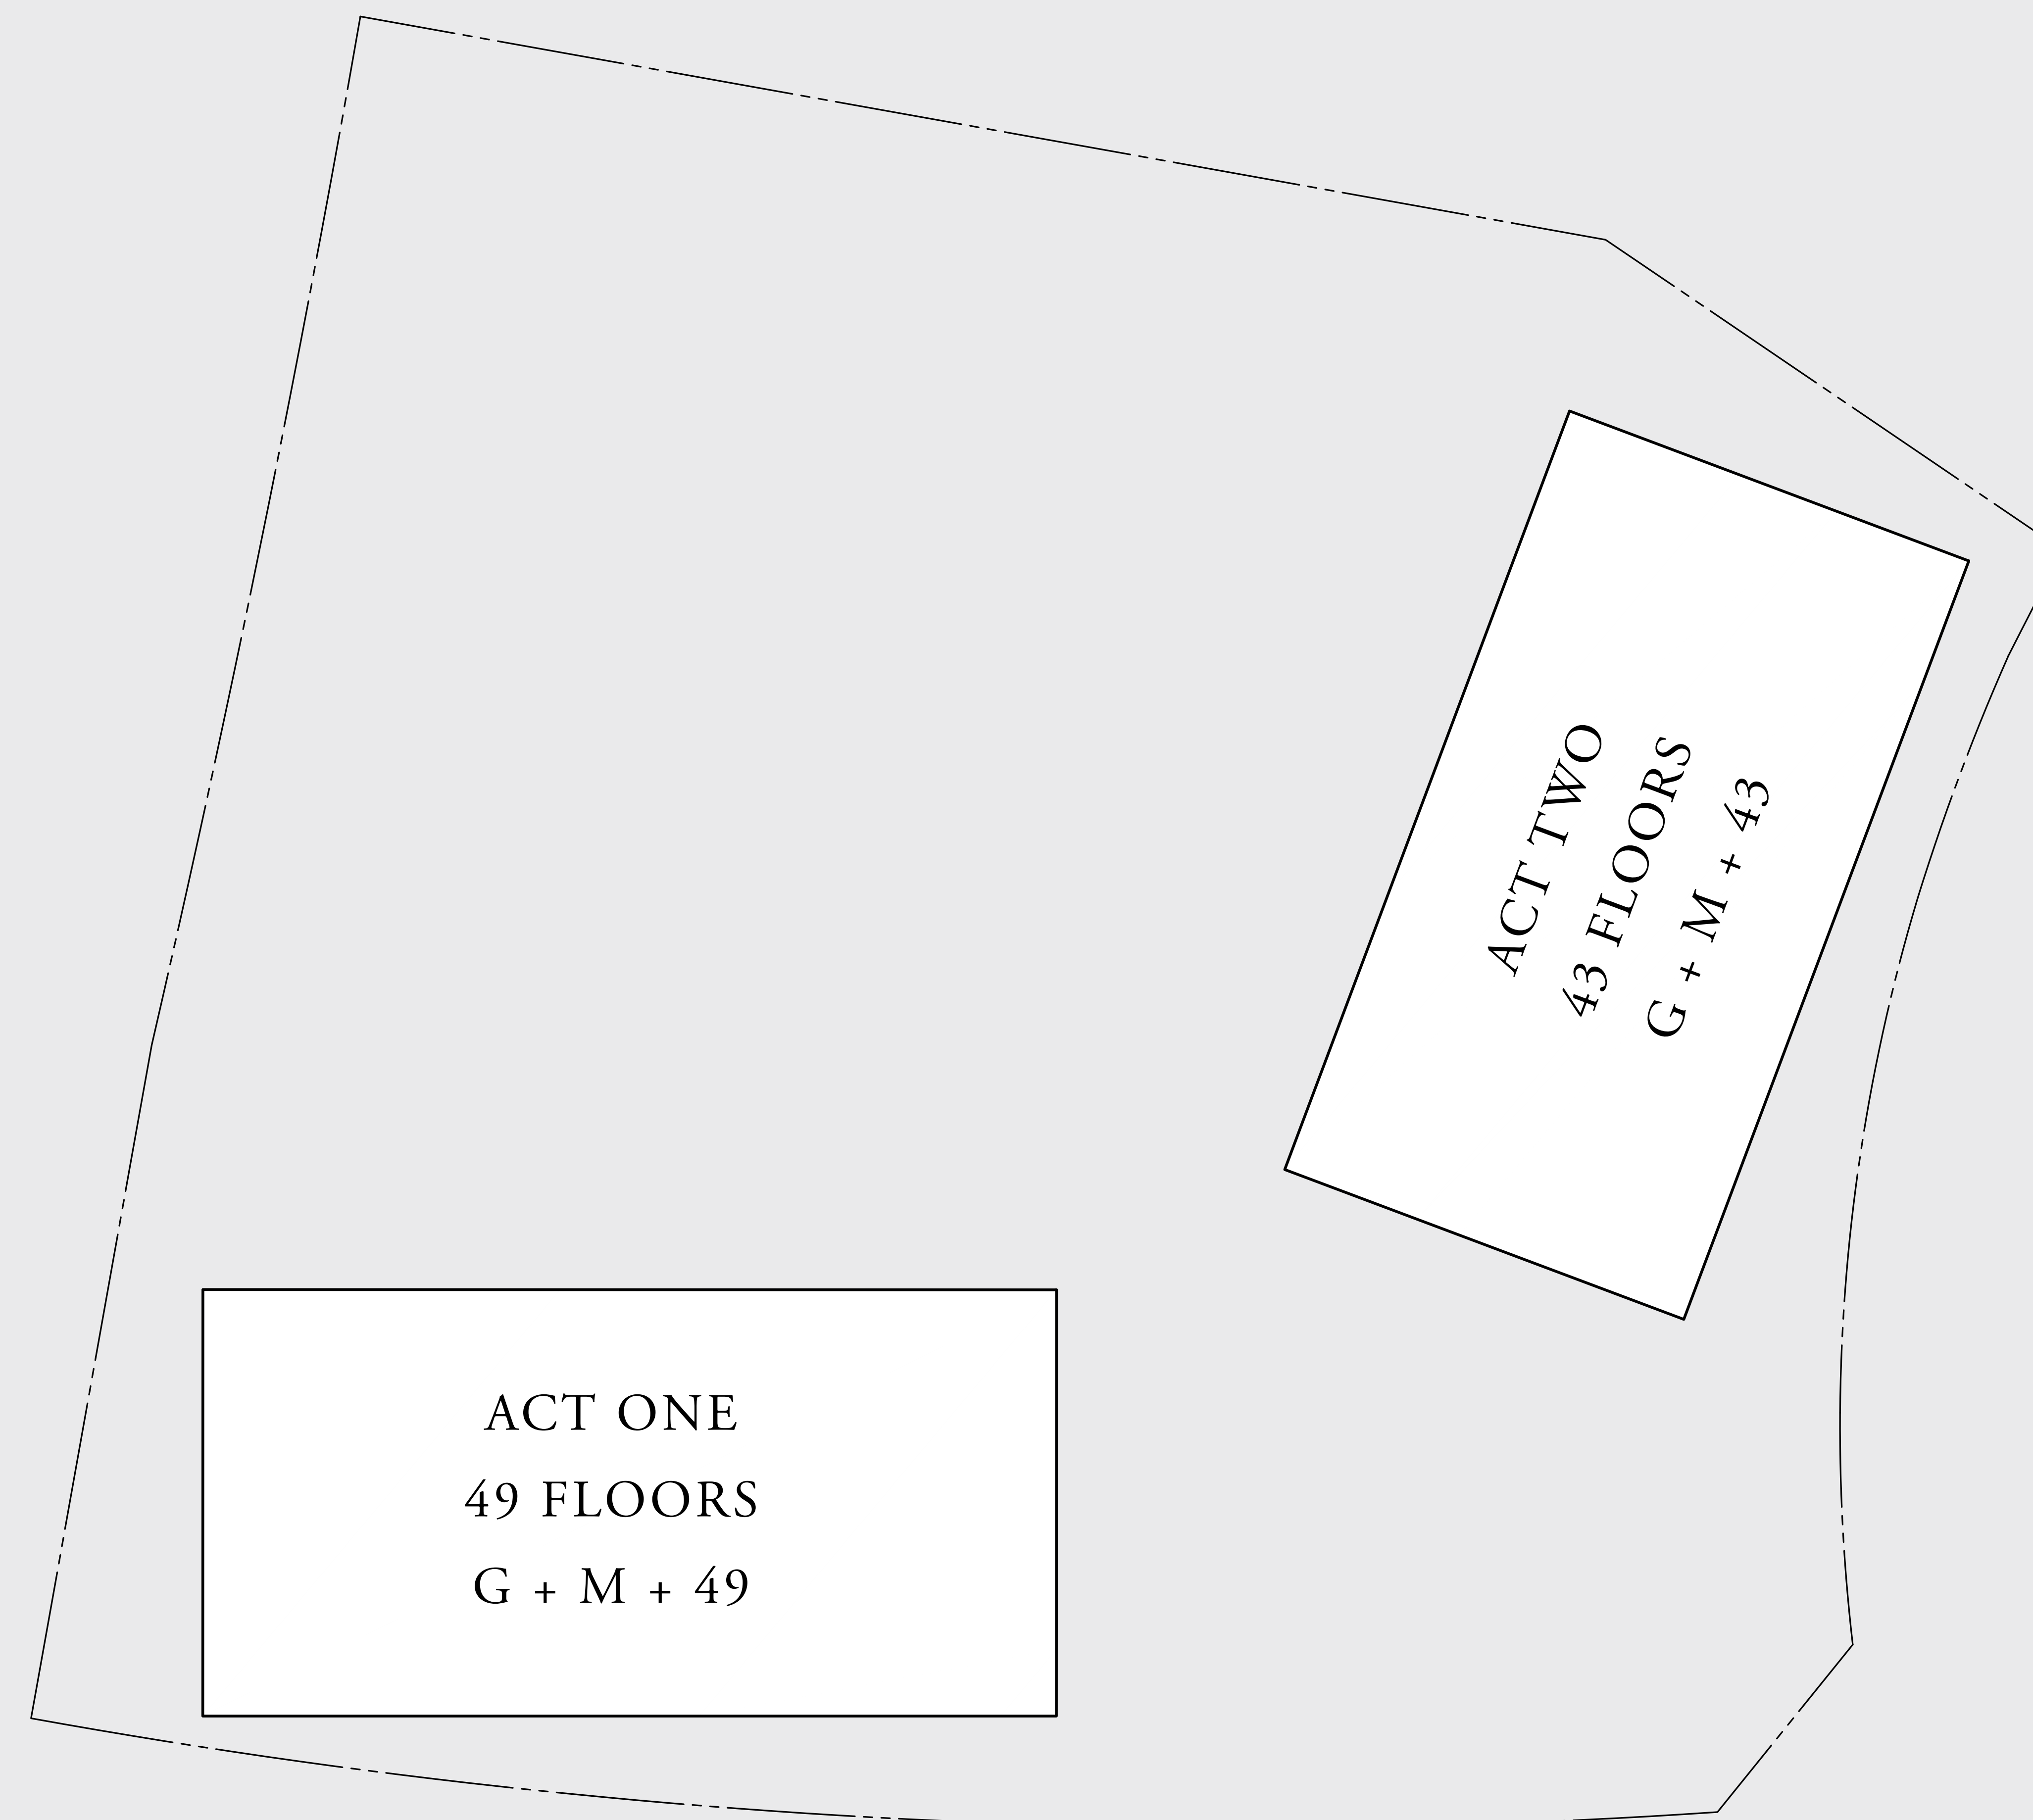 ACT TWO
43 FLOORS
G + M + 43
ACT ONE
49 FLOORS
G + M + 49